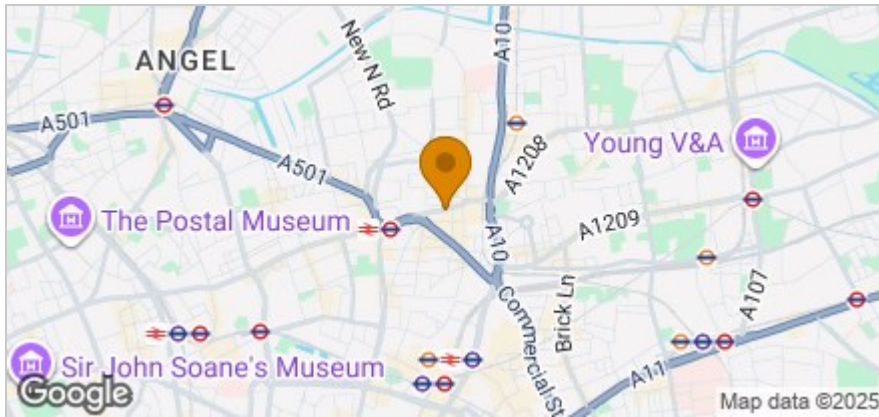 New N Rd
A10
ANGEL
A501
A501
A1208
Young V&A
The Postal Museum
A10
A1209
Commercial St
Brick Ln
A107
Sir John Soane's Museum
A11
Google
Map data ©2025